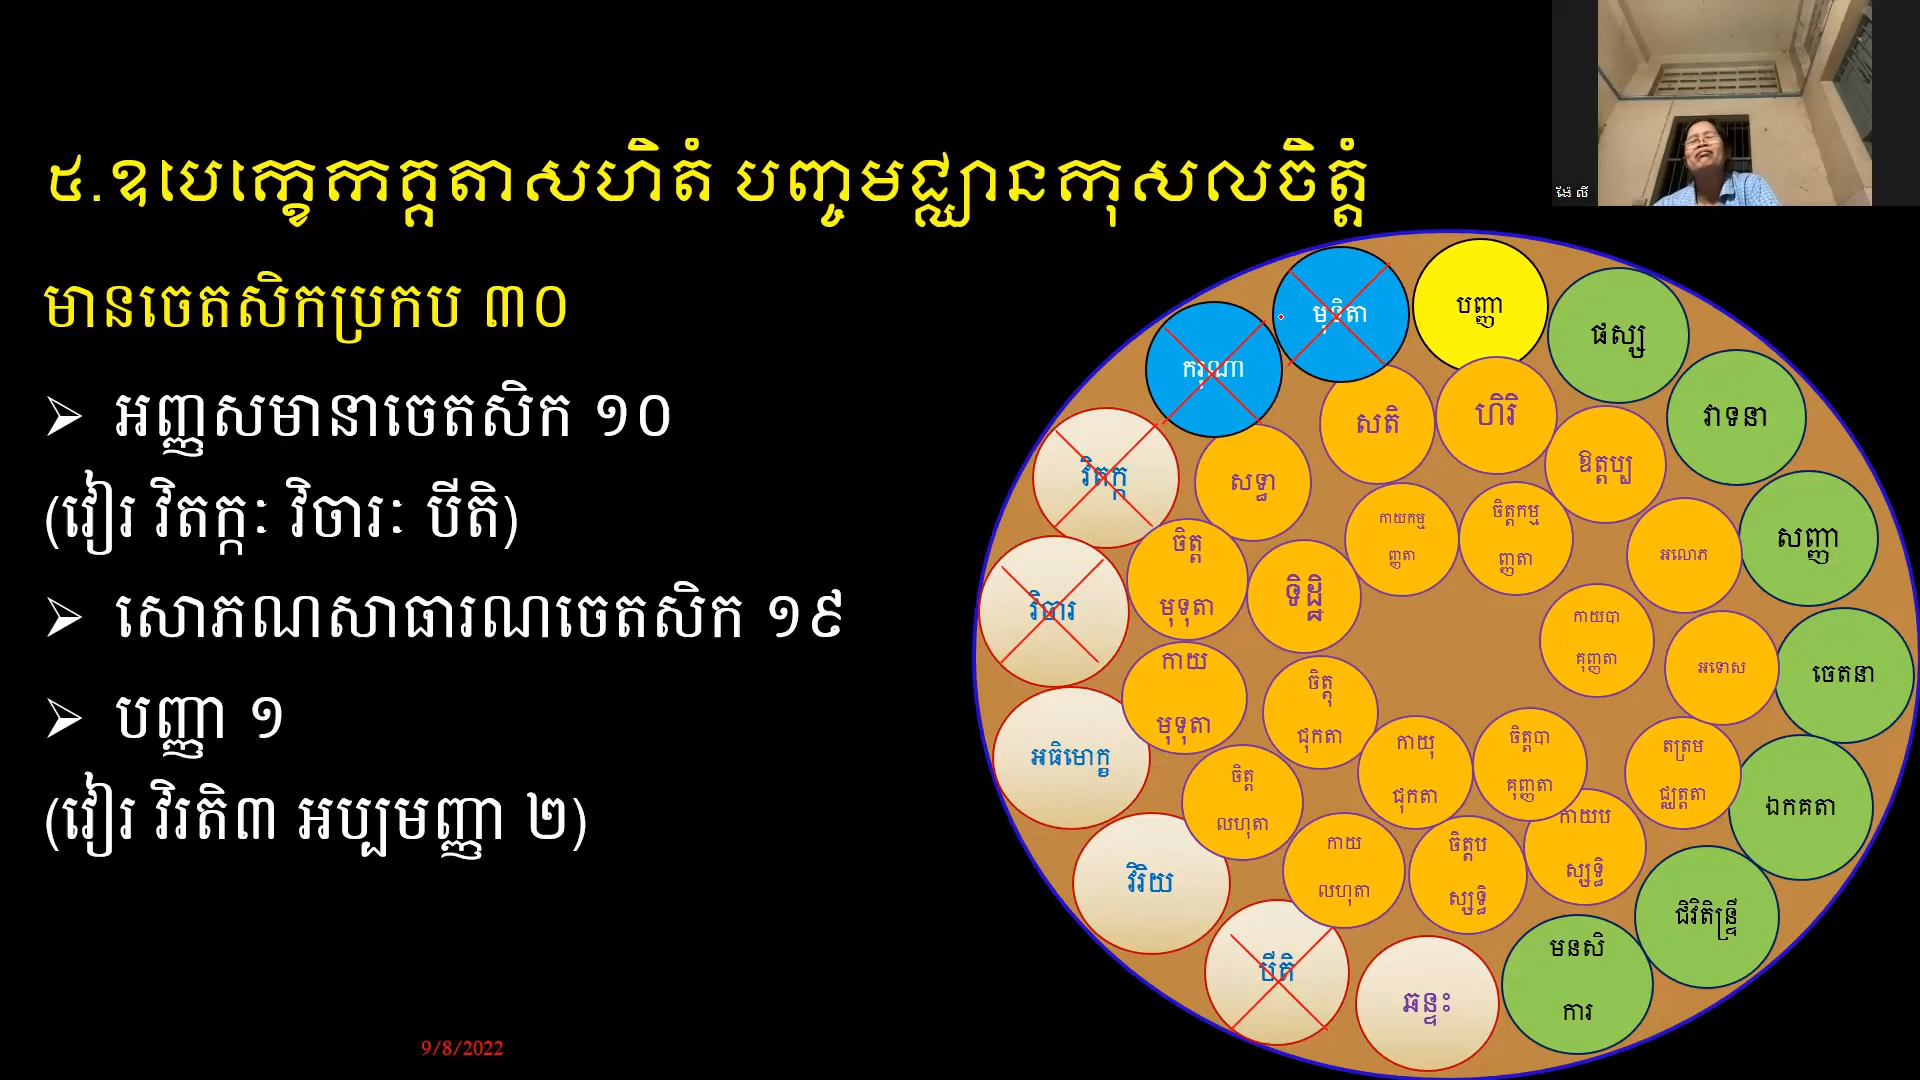 ៥.ឧបេក្ខេកគ្គតាសហិតំ បញ្ចមជ្ឈានកុសលចិត្តំ
មានចេតសិកប្រកប ៣០
អញ្ញសមានាចេតសិក ១០
(វៀរ វិតក្កៈ វិចារៈ បីតិ)
សោភណសាធារណចេតសិក ១៩
បញ្ញា ១
(វៀរ វិរតិ៣ អប្បមញ្ញា ២)
9/8/2022
ង៉ែ លី
មុទិតា
បញ្ញា
ផស្ស
ករុណា
វាទនា
វិតក្ក
សតិ
ហិរិ
ឱត្តប្ប
សទ្ធា
សញ្ញា
កាយកម្ម
ញ្ញតា
ចិត្តកម្ម
ញ្ញតា
អលោភ
ចិត្ត
មុទុតា
ទិដ្ឋិ
វិចារ
កាយបា
គុញ្ញតា
អទោស
ចេតនា
កាយ
មុទុតា
ចិត្តុ
ជុកតា
អធិមោក្ខ
កាយុ
ជុកតា
ចិត្តបា
គុញ្ញតា
តត្រម
ជ្ឈត្តតា
ឯកគតា
ចិត្ត
លហុតា
កាយ
លហុតា
ចិត្តប
ស្សទ្ធិ
កាយប
ស្សទ្ធិ
វិរិយ
ជិវិតិន្ទ្រី
បីតិ
ឆន្ទះ
មនសិ
ការ